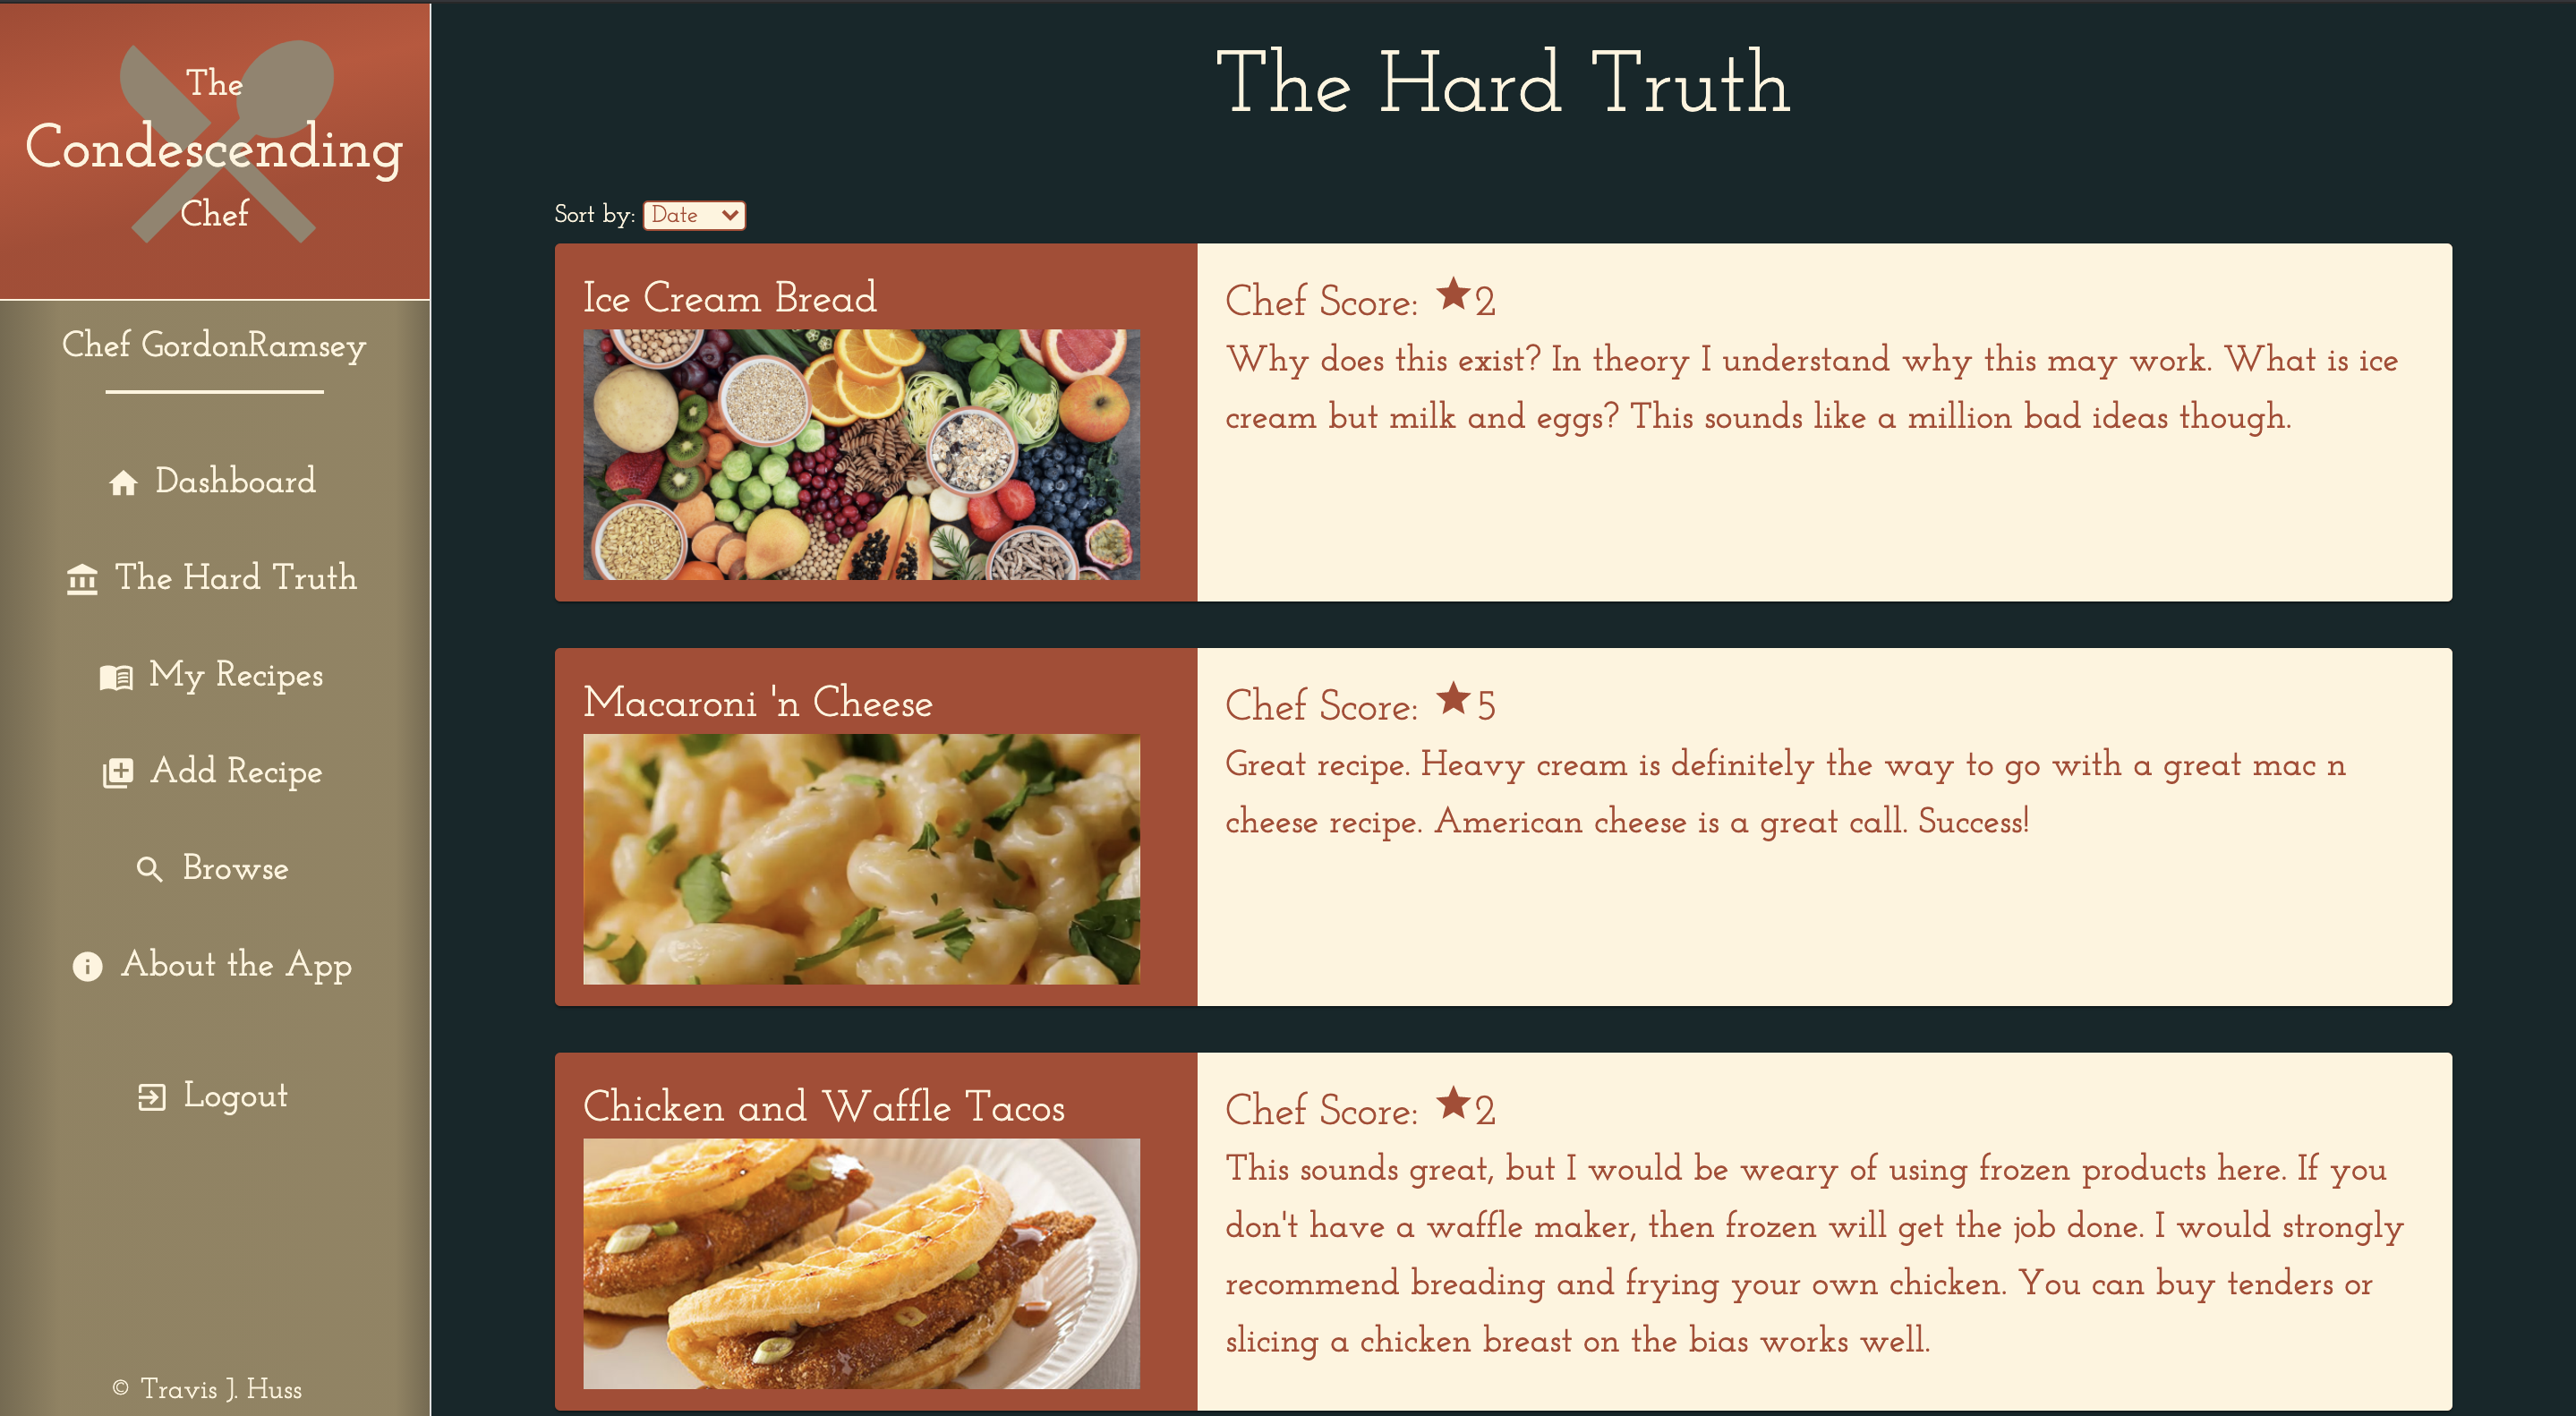 The
Condescending
Chef
Chef GordonRamsey
Dashboard
The Hard Truth
My Recipes
Add Recipe
Browse
About the App
Logout
© Travis J. Huss
The Hard Truth
Sort by: Date
Ice Cream Bread
Chef Score: 2
Why does this exist? In theory I understand why this may work. What is ice
cream but milk and eggs? This sounds like a million bad ideas though.
Macaroni 'n Cheese
Chef Score: 5
Great recipe. Heavy cream is definitely the way to go with a great mac n
cheese recipe. American cheese is a great call. Success!
Chicken and Waffle Tacos
Chef Score: 2
This sounds great, but I would be weary of using frozen products here. If you
don't have a waffle maker, then frozen will get the job done. I would strongly
recommend breading and frying your own chicken. You can buy tenders or
slicing a chicken breast on the bias works well.